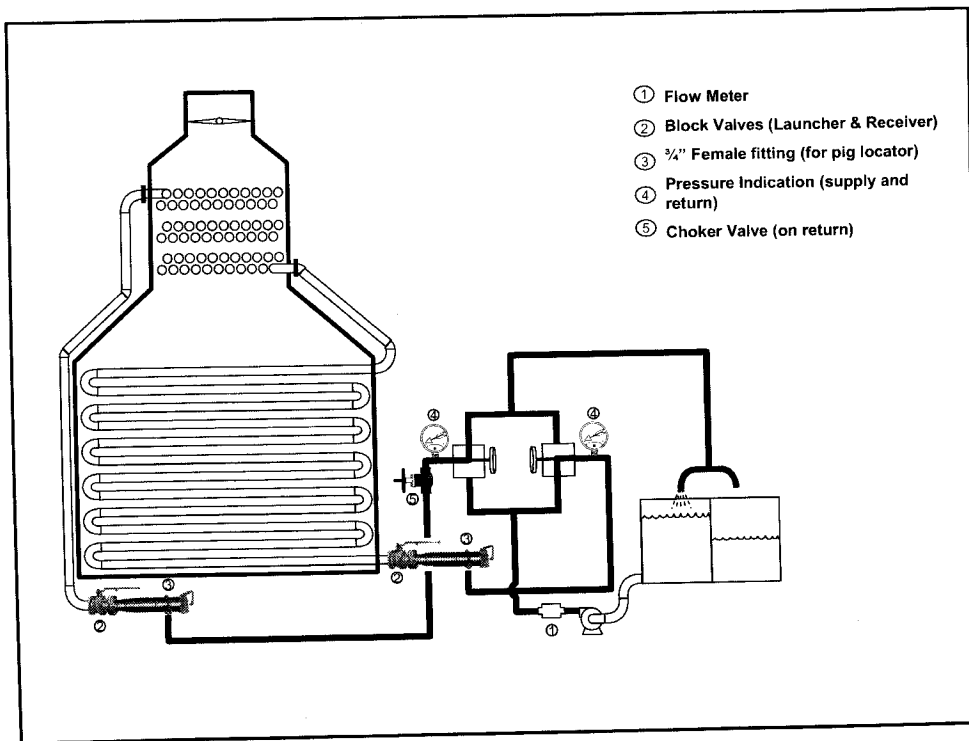 ① Flow Meter
② Block Valves (Launcher & Receiver)
③ ¾" Female fitting (for pig locator)
④ Pressure Indication (supply and
return)
⑤ Choker Valve (on return)
④
④
⑤
③
②
③
②
①